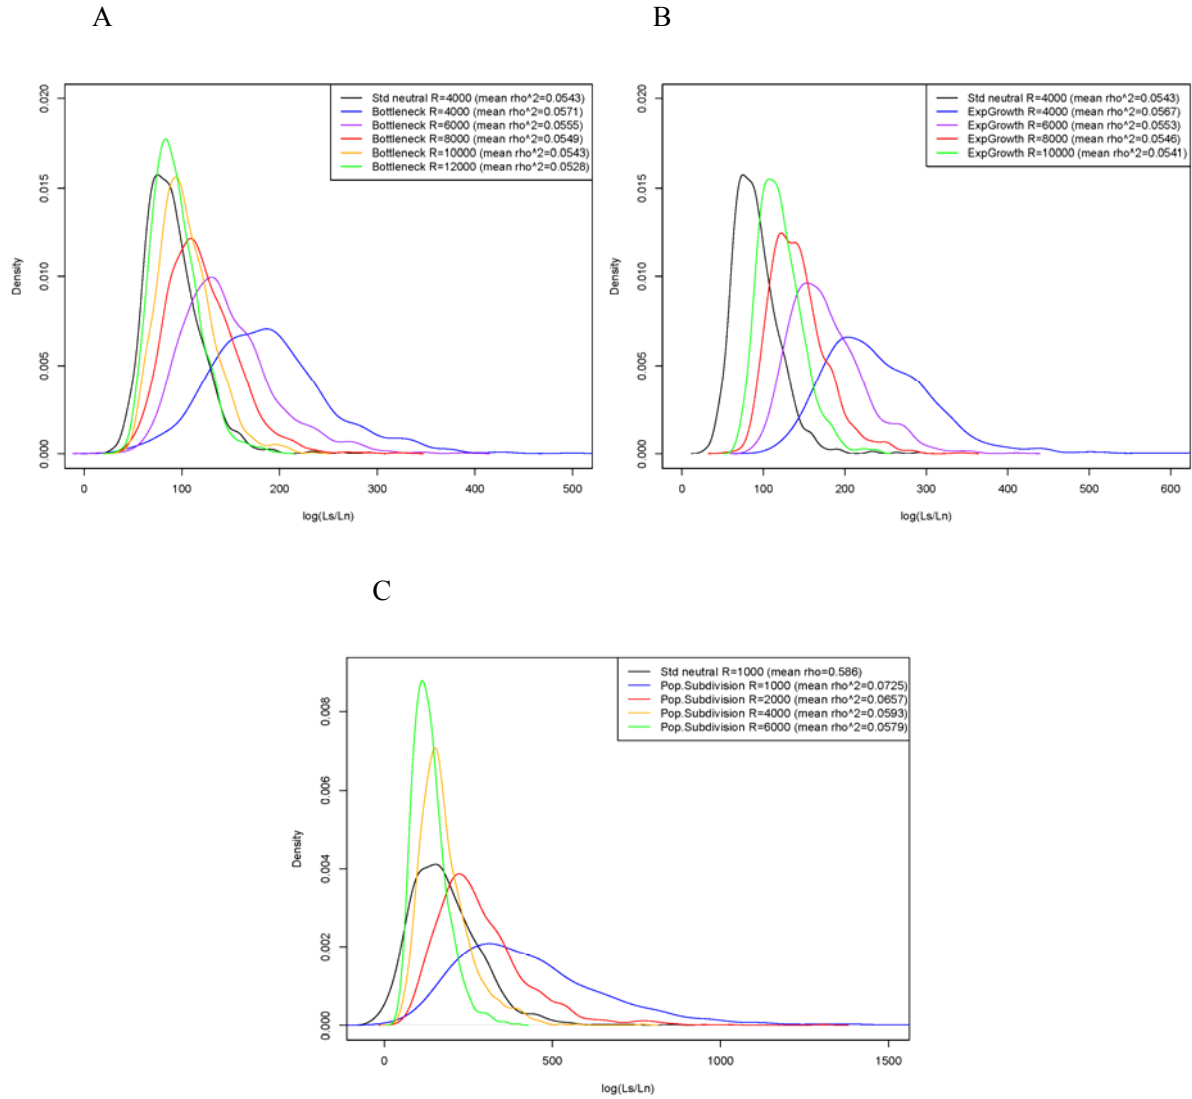 A
B
Std neutral R=4000 (mean rho^2=0.0543)
Bottleneck R=4000 (mean rho^2=0.0571)
Bottleneck R=6000 (mean rho^2=0.0555)
Bottleneck R=8000 (mean rho^2=0.0549)
Bottleneck R=10000 (mean rho^2=0.0543)
Bottleneck R=12000 (mean rho^2=0.0528)
0.020
0.015
0.010
0.005
0.000
Density
0 100 200 300 400 500
log(Ls/Ln)
Std neutral R=4000 (mean rho^2=0.0543)
ExpGrowth R=4000 (mean rho^2=0.0567)
ExpGrowth R=6000 (mean rho^2=0.0553)
ExpGrowth R=8000 (mean rho^2=0.0546)
ExpGrowth R=10000 (mean rho^2=0.0541)
0.020
0.015
0.010
0.005
0.000
Density
0 100 200 300 400 500 600
log(Ls/Ln)
C
Std neutral R=1000 (mean rho=0.586)
Pop.Subdivision R=1000 (mean rho^2=0.0725)
Pop.Subdivision R=2000 (mean rho^2=0.0657)
Pop.Subdivision R=4000 (mean rho^2=0.0593)
Pop.Subdivision R=6000 (mean rho^2=0.0579)
0.008
0.006
0.004
0.002
0.000
Density
0 500 1000 1500
log(Ls/Ln)